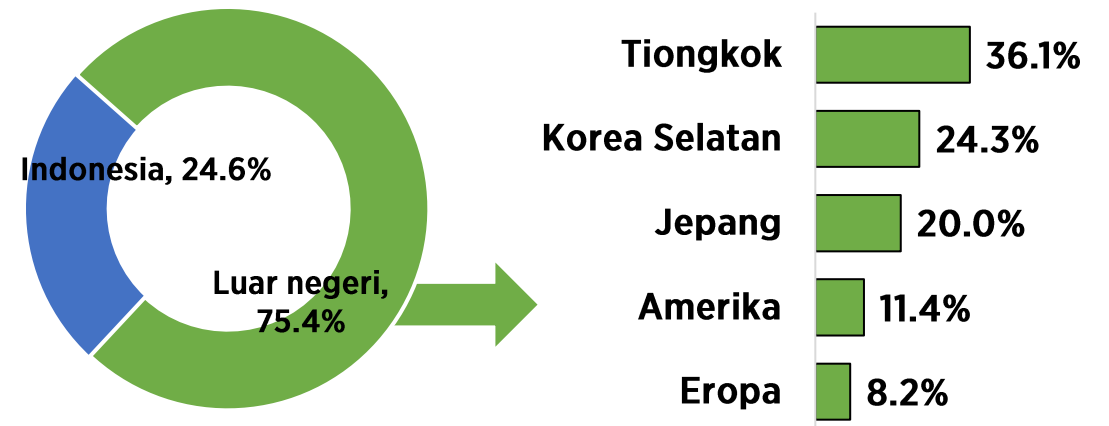 Indonesia, 24.6%
Luar negeri,
75.4%
Tiongkok 36.1%
Korea Selatan 24.3%
Jepang 20.0%
Amerika 11.4%
Eropa 8.2%